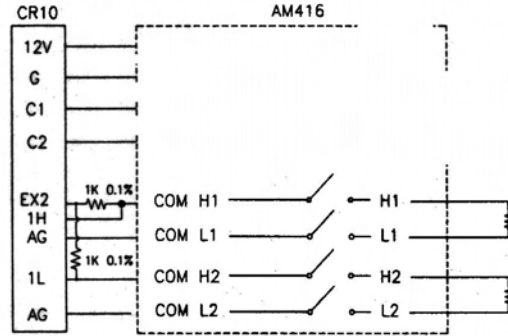 CR10 AM416
12V
G
C1
C2
EX2 1K 0.1% COM H1 H1
1H
AG COM L1 L1
1K 0.1%
1L COM H2 H2
AG COM L2 L2